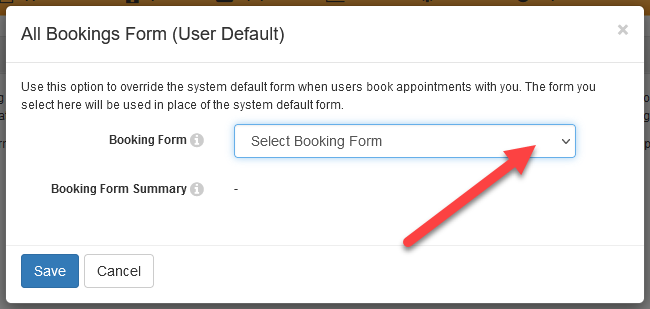 All Bookings Form (User Default)
×
Use this option to override the system default form when users book appointments with you. The form you
select here will be used in place of the system default form.
Booking Form
Select Booking Form
Booking Form Summary -
Save Cancel